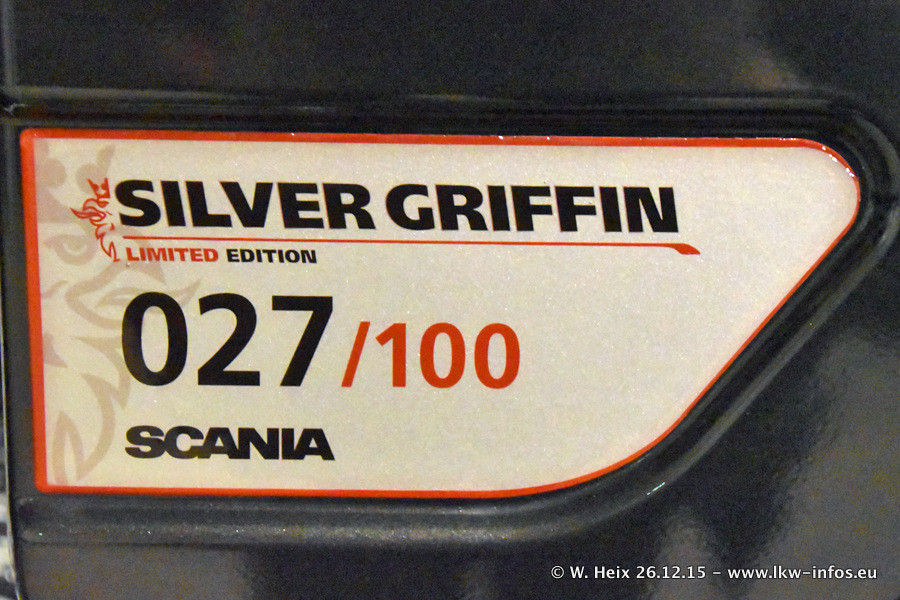 SILVER GRIFFIN
LIMITED EDITION
027/100
SCANIA
© W. Heix 26.12.15 – www.lkw-infos.eu